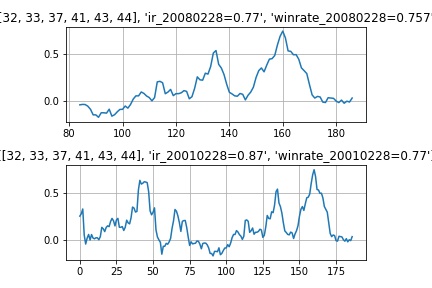 [32, 33, 37, 41, 43, 44], 'ir_20080228=0.77', 'winrate_20080228=0.757'
0.5
0.0
80 100 120 140 160 180
[[32, 33, 37, 41, 43, 44], 'ir_20010228=0.87', 'winrate_20010228=0.77']
0.5
0.0
0 25 50 75 100 125 150 175